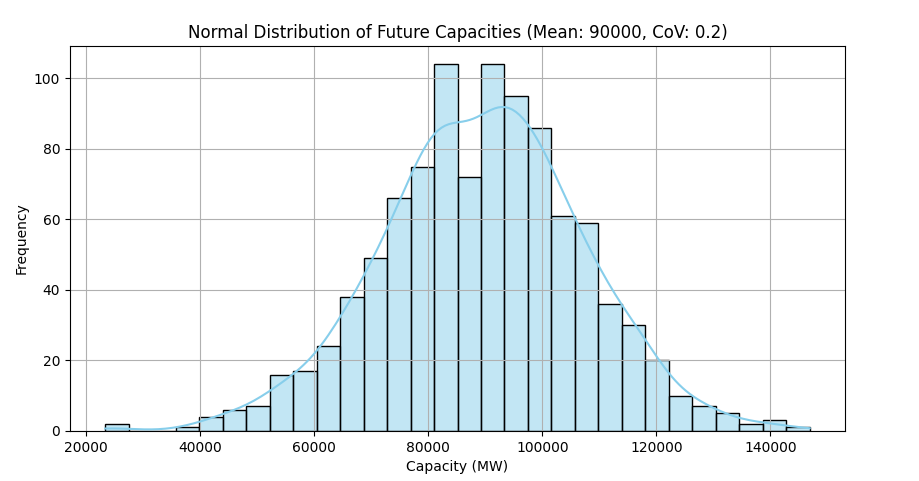 Normal Distribution of Future Capacities (Mean: 90000, CoV: 0.2)
100
80
60
40
20
0
Frequency
20000 40000 60000 80000 100000 120000 140000
Capacity (MW)